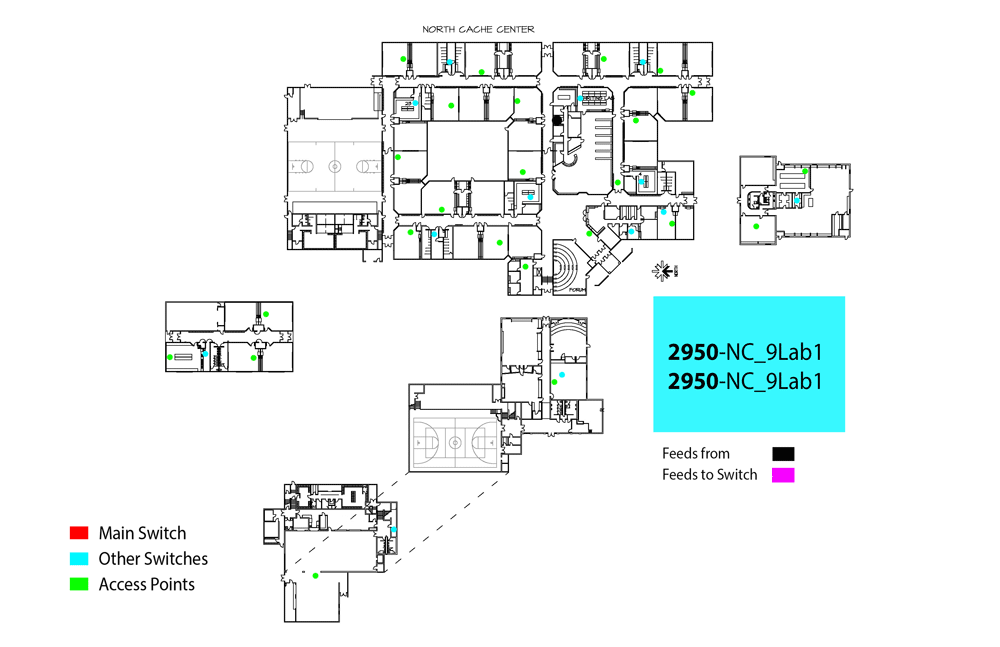 NORTH CACHE CENTER
FORUM
NORTH
2950-NC_9Lab1
2950-NC_9Lab1
Feeds from
Feeds to Switch
Main Switch
Other Switches
Access Points